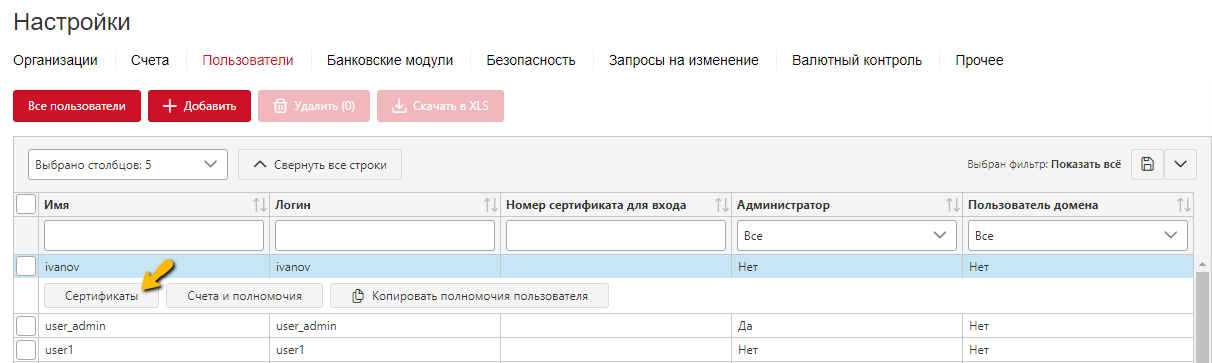 Настройки
Организации Счета Пользователи Банковские модули Безопасность Запросы на изменение Валютный контроль Прочее
Все пользователи Добавить Удалить (0) Скачать в XLS
Выбрано столбцов: 5 Свернуть все строки Выбран фильтр: Показать всё
Имя Логин Номер сертификата для входа Администратор Пользователь домена
Все Все
ivanov ivanov Нет Нет
Сертификаты Счета и полномочия Копировать полномочия пользователя
user_admin user_admin Да Нет
user1 user1 Нет Нет